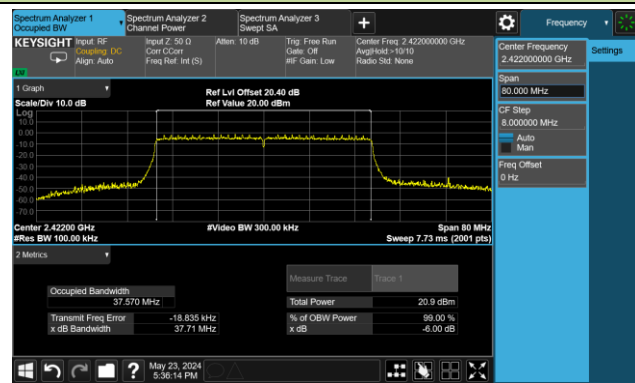 Spectrum Analyzer 1
Occupied BW
Spectrum Analyzer 2
Channel Power
Spectrum Analyzer 3
Swept SA
Frequency
KEYSIGHT
Input: RF
Coupling: DC
Align: Auto
Input Z: 50 Ω
Corr CCorr
Freq Ref: Int (S)
Atten: 10 dB
Trig: Free Run
Gate: Off
#IF Gain: Low
Center Freq: 2.422000000 GHz
Avg|Hold:>10/10
Radio Std: None
Center Frequency
2.422000000 GHz
Settings
Span
80.000 MHz
CF Step
8.000000 MHz
Auto
Man
Freq Offset
0 Hz
1 Graph
Scale/Div 10.0 dB
Ref Lvl Offset 20.40 dB
Ref Value 20.00 dBm
Log
10.0
0.00
-10.0
-20.0
-30.0
-40.0
-50.0
-60.0
-70.0
Center 2.42200 GHz
#Res BW 100.00 kHz
#Video BW 300.00 kHz
Span 80 MHz
Sweep 7.73 ms (2001 pts)
2 Metrics
Measure Trace
Trace 1
Occupied Bandwidth
37.570 MHz
Total Power
20.9 dBm
Transmit Freq Error
-18.835 kHz
% of OBW Power
99.00 %
x dB Bandwidth
37.71 MHz
x dB
-6.00 dB
May 23, 2024
5:36:14 PM